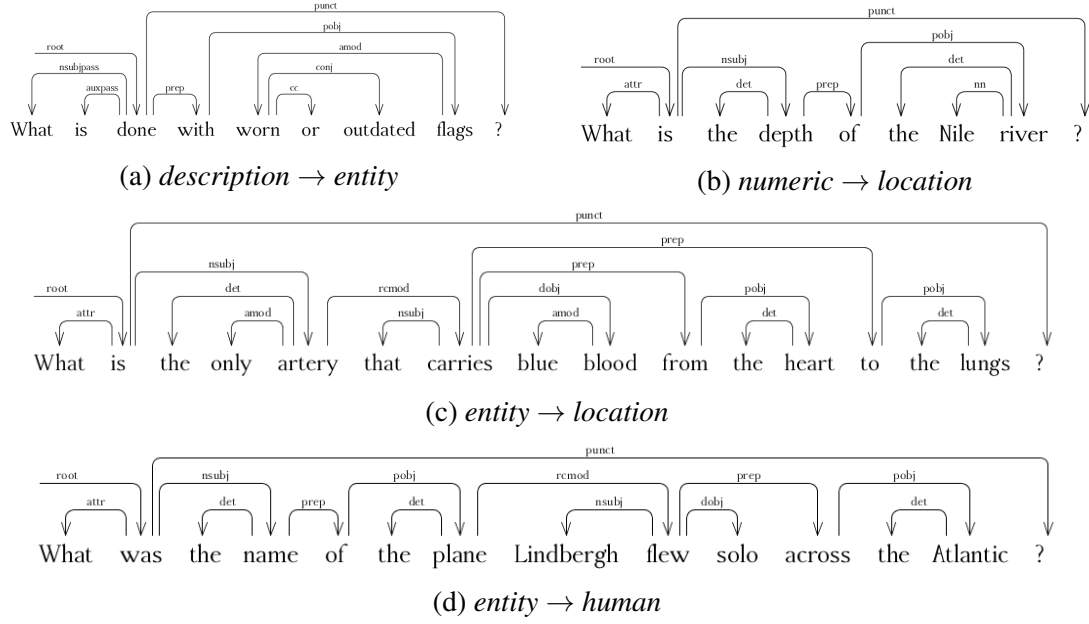 punct
pobj
root amod
nsubjpass conj
auxpass prep cc
What is done with worn or outdated flags ?
(a) description → entity
punct
pobj
root nsubj det
attr det prep nn
What is the depth of the Nile river ?
(b) numeric → location
punct
prep
nsubj prep
root det rcmod dobj pobj pobj
attr amod nsubj amod det det
What is the only artery that carries blue blood from the heart to the lungs ?
(c) entity → location
punct
root nsubj pobj rcmod prep pobj
attr det prep det nsubj dobj det
What was the name of the plane Lindbergh flew solo across the Atlantic ?
(d) entity → human